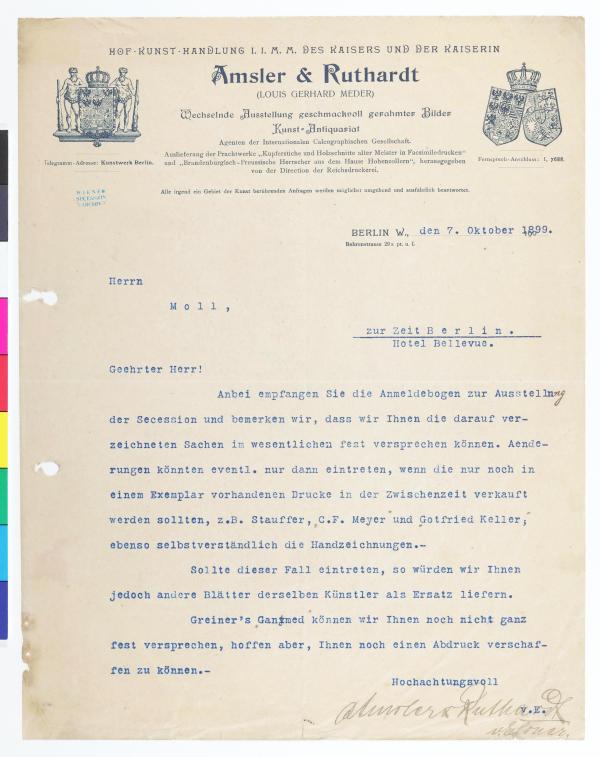 HOF-KUNST-HANDLUNG I. I. M. M. DES KAISERS UND DER KAISERIN
Amsler & Ruthardt
(LOUIS GERHARD MEDER)
Wechselnde Ausstellung geschmackvoll gerahmter Bilder
Kunst-Antiquariat
Agenten der Internationalen Calcographischen Gesellschaft.
Auslieferung der Prachtwerke „Kupferstiche und Holzschnitte alter Meister in Facsimiledrucken"
und „Brandenburgisch-Preussische Herrscher aus dem Hause Hohenzollern", herausgegeben
von der Direction der Reichsdruckerei.
Telegramm-Adresse: Kunstwerk Berlin.
Fernsprech-Anschluss: I, 7688.
WIENER
SECESSION
ARCHIV
Alle irgend ein Gebiet der Kunst berührenden Anfragen werden möglichst umgehend und ausführlich beantwortet.
BERLIN W., den 7. Oktober 1899.
Behrenstrasse 29a pt. u. I.
Herrn
Moll,
zur Zeit Berlin.
Hotel Bellevue.
Geehrter Herr!
Anbei empfangen Sie die Anmeldebogen zur Ausstellung
der Secession und bemerken wir, dass wir Ihnen die darauf ver-
zeichneten Sachen im wesentlichen fest versprechen können. Aende-
rungen könnten eventl. nur dann eintreten, wenn die nur noch in
einem Exemplar vorhandenen Drucke in der Zwischenzeit verkauft
werden sollten, z.B. Stauffer, C.F. Meyer und Gotfried Keller,
ebenso selbstverständlich die Handzeichnungen.-
Sollte dieser Fall eintreten, so würden wir Ihnen
jedoch andere Blätter derselben Künstler als Ersatz liefern.
Greiner's Ganymed können wir Ihnen noch nicht ganz
fest versprechen, hoffen aber, Ihnen noch einen Abdruck verschaf-
fen zu können.-
Hochachtungsvoll
Amsler & Ruthardt
v.E.